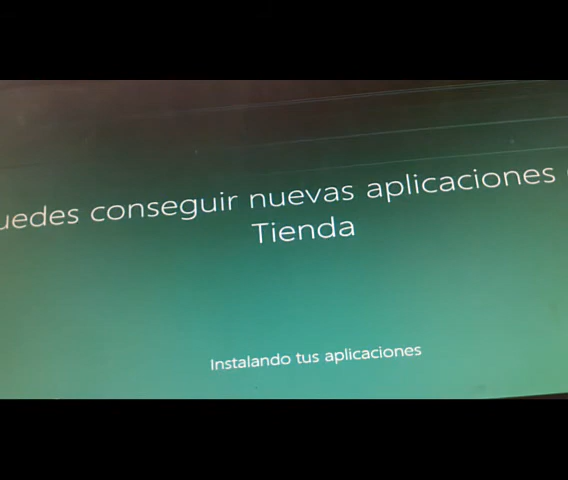 uedes conseguir nuevas aplicaciones
Tienda
Instalando tus aplicaciones